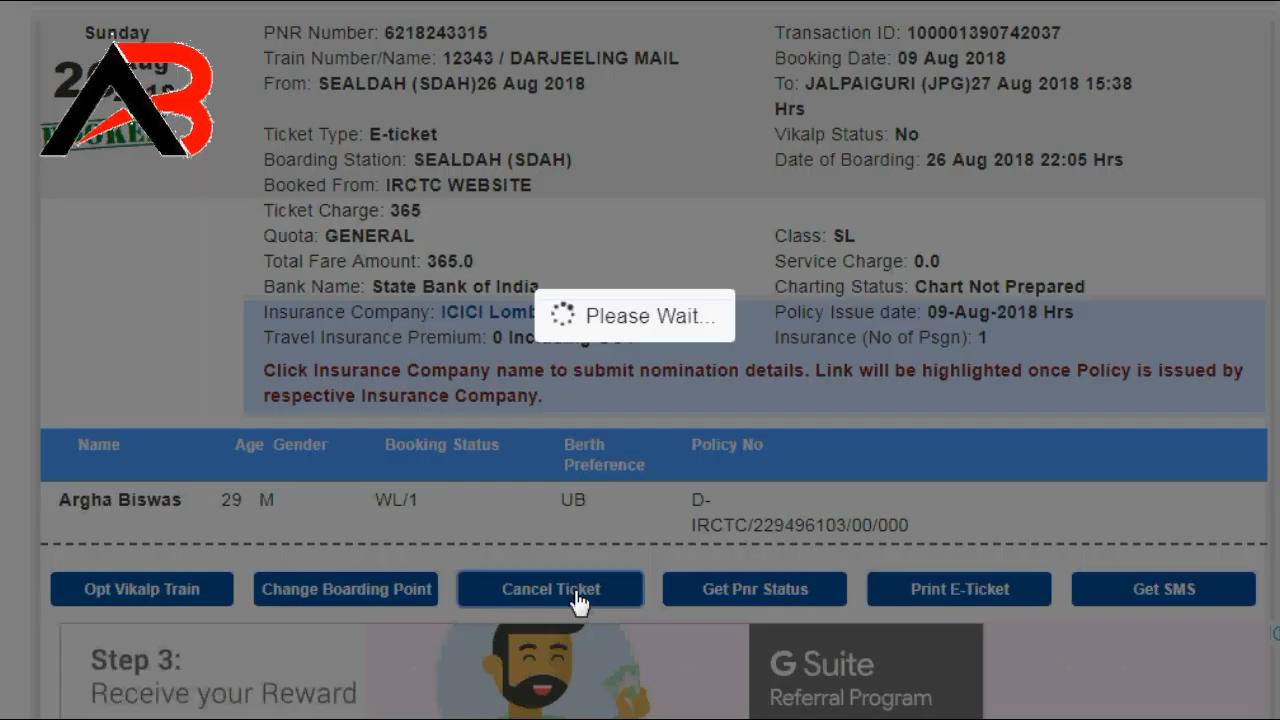 Sunday
PNR Number: 6218243315
Transaction ID: 100001390742037
Train Number/Name: 12343 / DARJEELING MAIL
Booking Date: 09 Aug 2018
From: SEALDAH (SDAH)26 Aug 2018
To: JALPAIGURI (JPG)27 Aug 2018 15:38
Hrs
AB
Ticket Type: E-ticket
Vikalp Status: No
Boarding Station: SEALDAH (SDAH)
Date of Boarding: 26 Aug 2018 22:05 Hrs
Booked From: IRCTC WEBSITE
Ticket Charge: 365
Quota: GENERAL
Class: SL
Total Fare Amount: 365.0
Service Charge: 0.0
Bank Name: State Bank of India
Charting Status: Chart Not Prepared
Insurance Company: ICICI
Policy Issue date: 09-Aug-2018 Hrs
Please Wait...
Travel Insurance Premium: 0
Insurance (No of Psgn): 1
Click Insurance Company name to submit nomination details. Link will be highlighted once Policy is issued by
respective Insurance Company.
Name Age Gender Booking Status Berth Preference Policy No
Argha Biswas 29 M WL/1 UB D-
IRCTC/229496103/00/000
Opt Vikalp Train Change Boarding Point Cancel Ticket Get Pnr Status Print E-Ticket Get SMS
Step 3:
Receive your Reward
G Suite
Referral Program